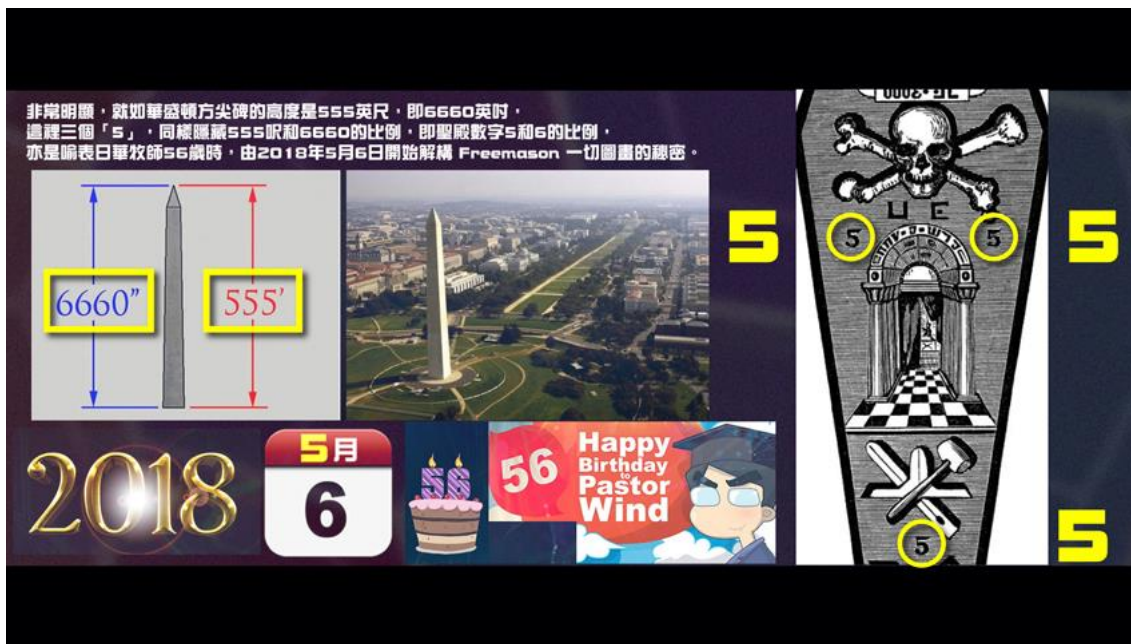 非常明顯，就如華盛頓方尖碑的高度是555英尺，即6660英吋，
這裡三個「5」，同樣隱藏555呎和6660的比例，即聖殿數字5和6的比例，
亦是喻表日華牧師56歲時，由2018年5月6日開始解構 Freemason 一切圖畫的秘密。
6660”
555’
2018
5月
6
56
56
Happy
Birthday
to
Pastor
Wind
5
U E
5
5
5
5
5